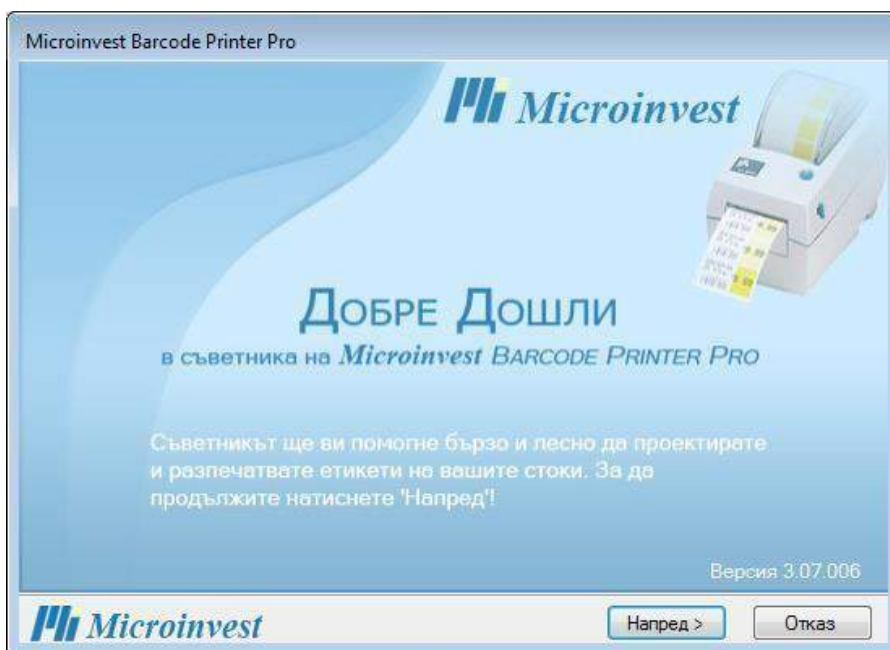 Microinvest Barcode Printer Pro
Microinvest
ДОБРЕ ДОШЛИ
в съветника на Microinvest BARCODE PRINTER PRO
Съветникът ще ви помогне бързо и лесно да проектирате
и разпечатвате етикети на вашите стоки. За да
продължите натиснете 'Напред'!
Версия 3.07.006
Microinvest
Напред >
Отказ